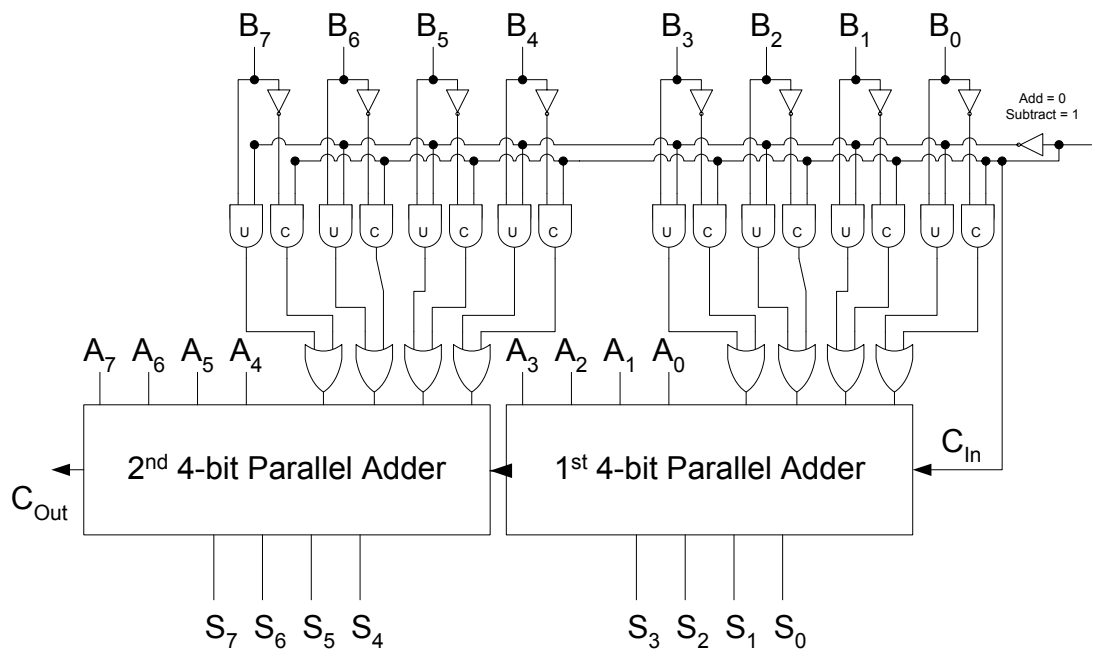 B7 B6 B5 B4 B3 B2 B1 B0
Add = 0
Subtract = 1
U C U C U C U C U C U C U C U C
A7 A6 A5 A4 A3 A2 A1 A0
2nd 4-bit Parallel Adder
1st 4-bit Parallel Adder
CIn
COut
S7 S6 S5 S4 S3 S2 S1 S0